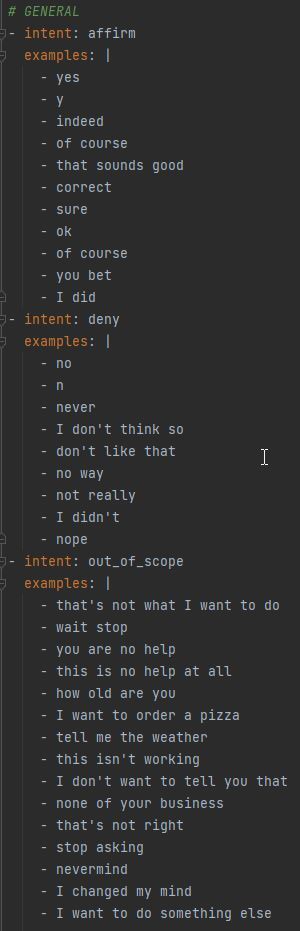 # GENERAL
- intent: affirm
  examples: |
    - yes
    - y
    - indeed
    - of course
    - that sounds good
    - correct
    - sure
    - ok
    - of course
    - you bet
    - I did
- intent: deny
  examples: |
    - no
    - n
    - never
    - I don't think so
    - don't like that
    - no way
    - not really
    - I didn't
    - nope
- intent: out_of_scope
  examples: |
    - that's not what I want to do
    - wait stop
    - you are no help
    - this is no help at all
    - how old are you
    - I want to order a pizza
    - tell me the weather
    - this isn't working
    - I don't want to tell you that
    - none of your business
    - that's not right
    - stop asking
    - nevermind
    - I changed my mind
    - I want to do something else